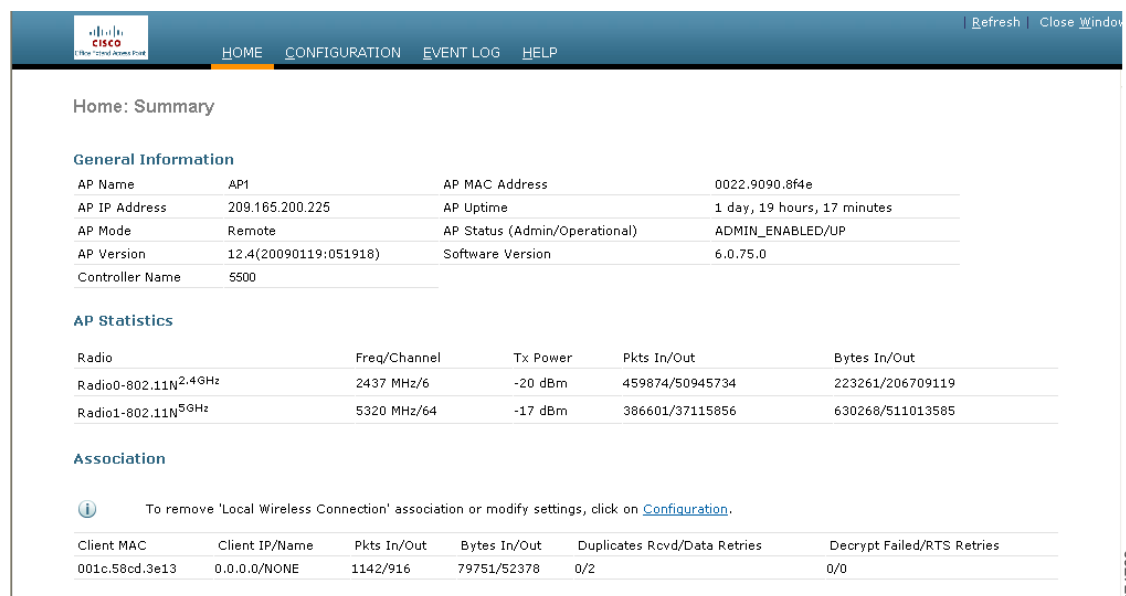 | Refresh | Close Window
CISCO
Office Extend Access Point
HOME CONFIGURATION EVENT LOG HELP
Home: Summary
General Information
AP Name AP1 AP MAC Address 0022.9090.8f4e
AP IP Address 209.165.200.225 AP Uptime 1 day, 19 hours, 17 minutes
AP Mode Remote AP Status (Admin/Operational) ADMIN_ENABLED/UP
AP Version 12.4(20090119:051918) Software Version 6.0.75.0
Controller Name 5500
AP Statistics
Radio Freq/Channel Tx Power Pkts In/Out Bytes In/Out
Radio0-802.11N2.4GHz 2437 MHz/6 -20 dBm 459874/50945734 223261/206709119
Radio1-802.11N5GHz 5320 MHz/64 -17 dBm 386601/37115856 630268/511013585
Association
To remove 'Local Wireless Connection' association or modify settings, click on Configuration.
Client MAC Client IP/Name Pkts In/Out Bytes In/Out Duplicates Rcvd/Data Retries Decrypt Failed/RTS Retries
001c.58cd.3e13 0.0.0.0/NONE 1142/916 79751/52378 0/2 0/0